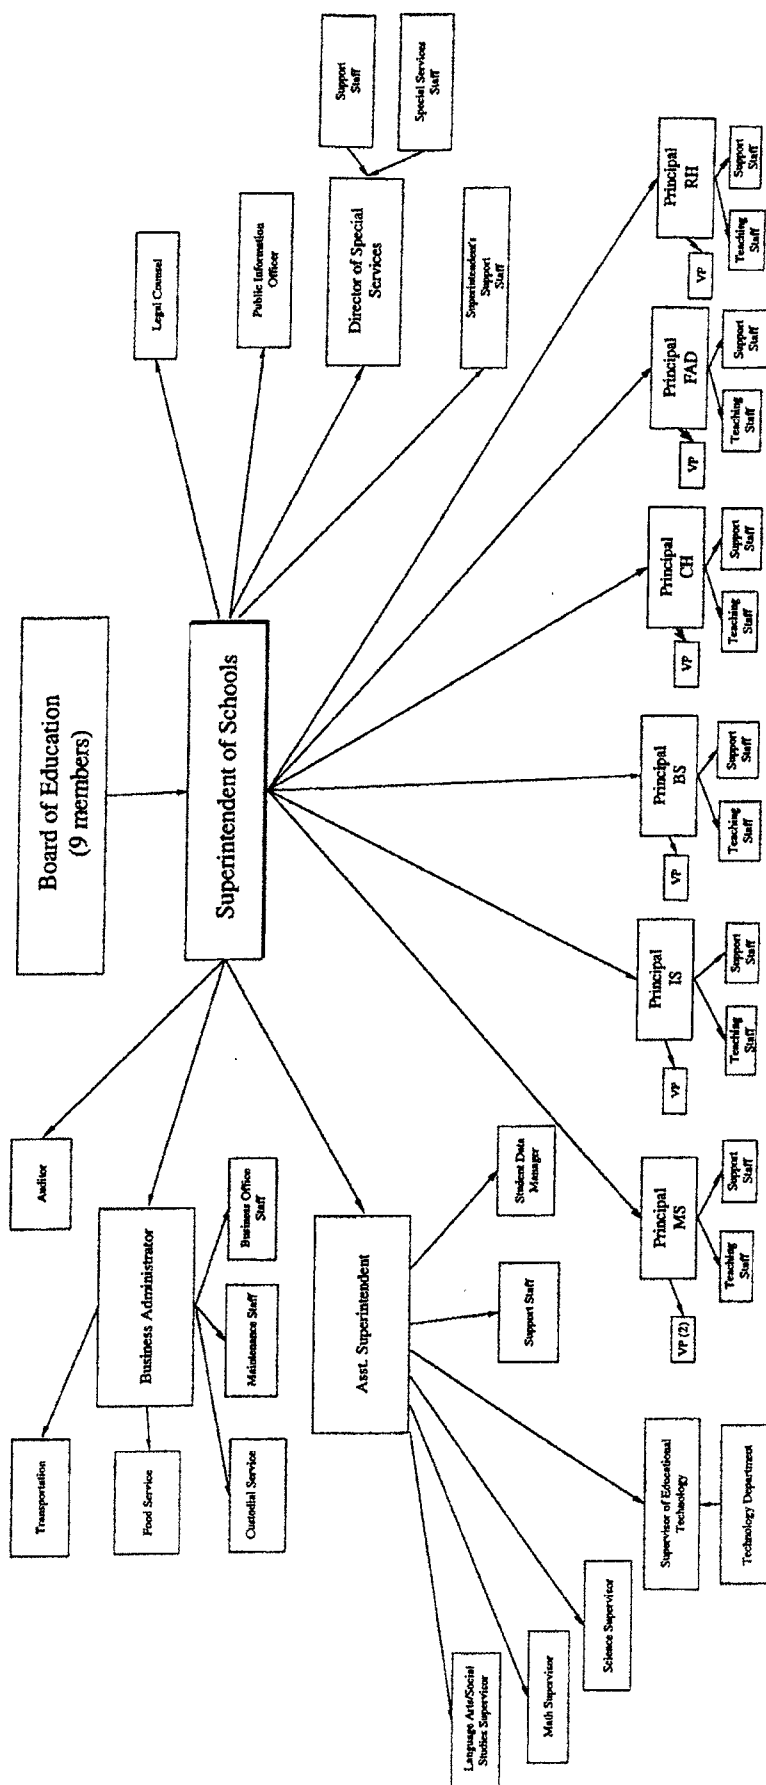 Board of Education
(9 members)
Superintendent of Schools
Legal Counsel
Public Information
Officer
Director of Special
Services
Support
Staff
Special Services
Staff
Superintendent's
Support
Staff
Auditor
Business Administrator
Transportation
Food Service
Custodial Service
Maintenance Staff
Business Office
Staff
Asst. Superintendent
Language Arts/Social
Studies Supervisor
Math Supervisor
Science Supervisor
Supervisor of Educational
Technology
Technology Department
Support Staff
Student Data
Manager
Principal
MS
VP (2)
Teaching
Staff
Support
Staff
Principal
IS
VP
Teaching
Staff
Support
Staff
Principal
BS
VP
Teaching
Staff
Support
Staff
Principal
CH
VP
Teaching
Staff
Support
Staff
Principal
FAD
VP
Teaching
Staff
Support
Staff
Principal
RH
VP
Teaching
Staff
Support
Staff